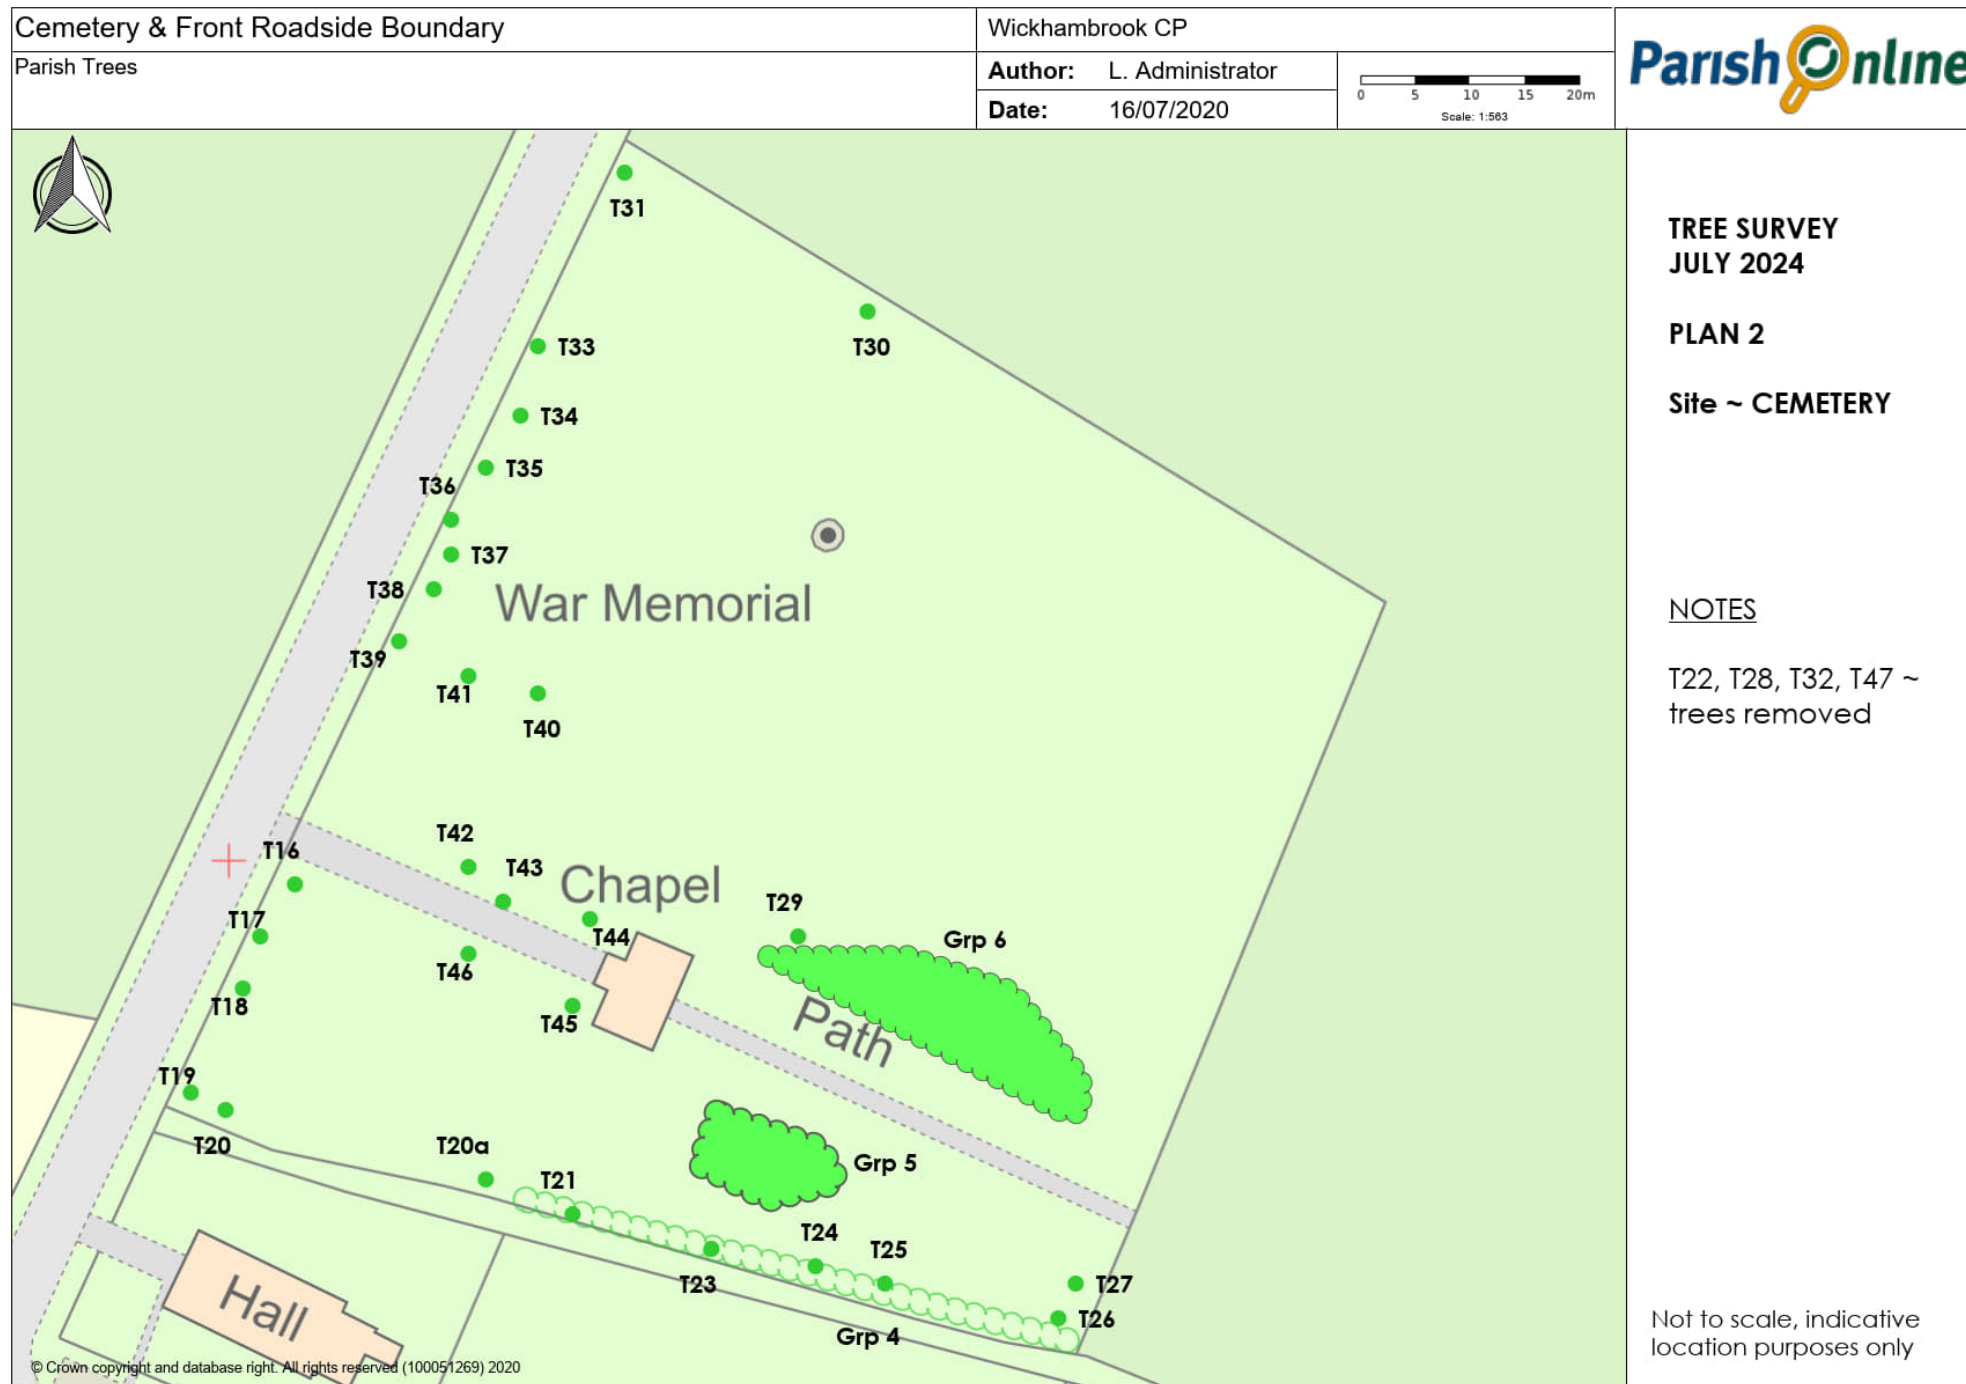 Cemetery & Front Roadside Boundary
Parish Trees
Wickhambrook CP
Author: L. Administrator
Date: 16/07/2020
0 5 10 15 20m
Scale: 1:563
Parish Online
TREE SURVEY
JULY 2024
PLAN 2
Site ~ CEMETERY
NOTES
T22, T28, T32, T47 ~
trees removed
Not to scale, indicative
location purposes only
T31
T30
T33
T34
T35
T36
T37
T38
War Memorial
T39
T41
T40
T42
T16
T43
Chapel
T29
T17
T44
Grp 6
T46
T18
T45
Path
T19
T20
T20a
Grp 5
T21
T24
T25
T23
T27
T26
Hall
Grp 4
© Crown copyright and database right. All rights reserved (100051269) 2020